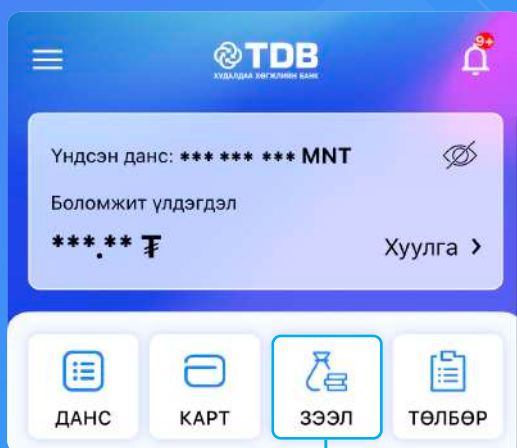 9+
TDB
ХУДАЛДАА ХӨГЖЛИЙН БАНК
Үндсэн данс: *** *** *** MNT
Боломжит үлдэгдэл
***.** ₮
Хуулга >
ДАНС
КАРТ
ЗЭЭЛ
ТӨЛБӨР